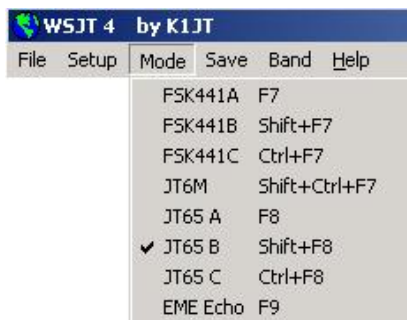 WSJT 4 by K1JT
File Setup Mode Save Band Help
FSK441A F7
FSK441B Shift+F7
FSK441C Ctrl+F7
JT6M Shift+Ctrl+F7
JT65 A F8
JT65 B Shift+F8
JT65 C Ctrl+F8
EME Echo F9